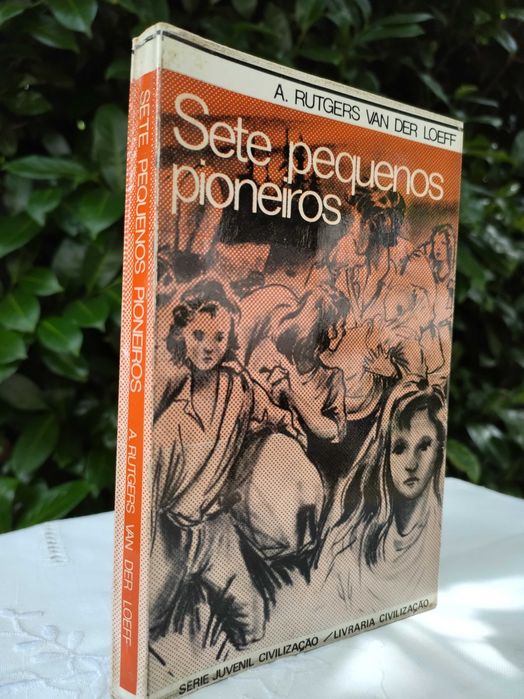 A. RUTGERS VAN DER LOEFF
Sete pequenos
pioneiros
SÉRIE JUVENIL CIVILIZAÇÃO / LIVRARIA CIVILIZAÇÃO
SETE PEQUENOS PIONEIROS A. RUTGERS VAN DER LOEFF